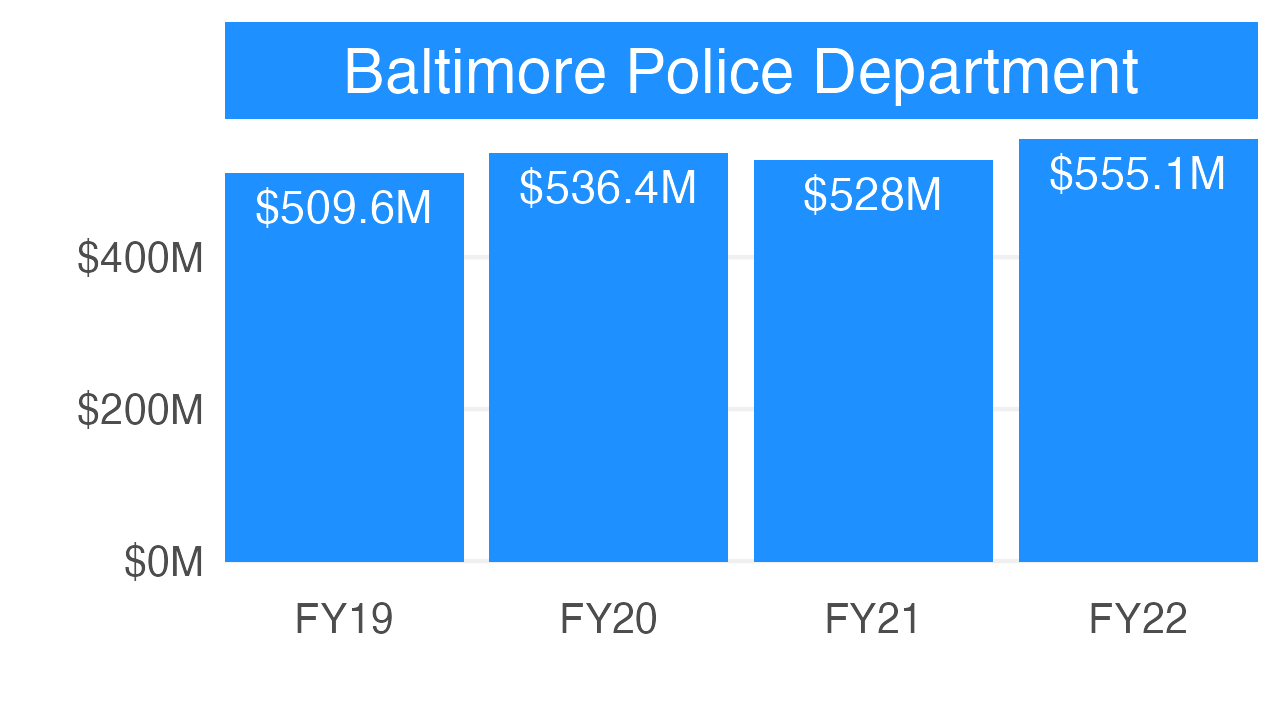 Baltimore Police Department
$509.6M
$536.4M
$528M
$555.1M
$400M
$200M
$0M
FY19
FY20
FY21
FY22